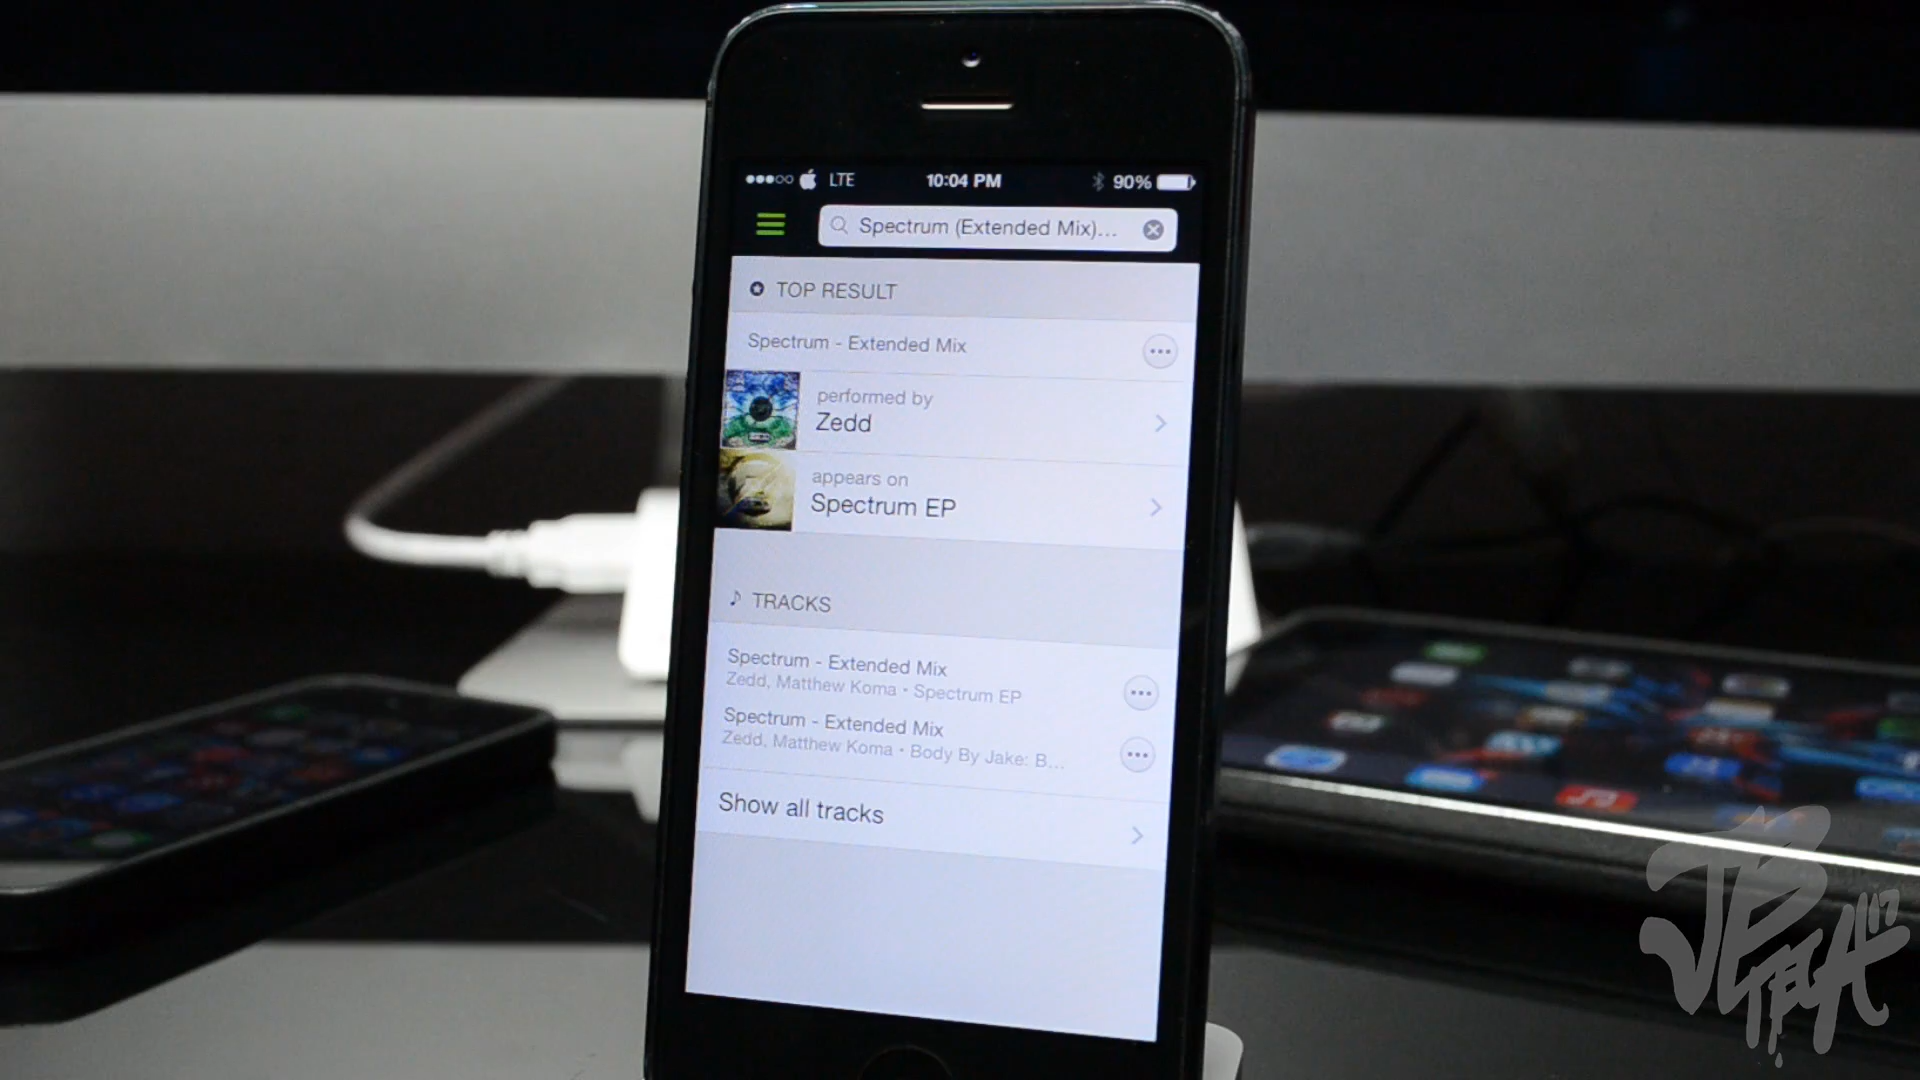 LTE 10:04 PM 90%
Spectrum (Extended Mix)...
TOP RESULT
Spectrum - Extended Mix
performed by
Zedd
appears on
Spectrum EP
TRACKS
Spectrum - Extended Mix
Zedd, Matthew Koma • Spectrum EP
Spectrum - Extended Mix
Zedd, Matthew Koma • Body By Jake: B...
Show all tracks